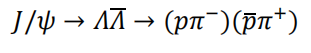 J/ψ → ΛΛ̅ → (pπ⁻)(p̅π⁺)